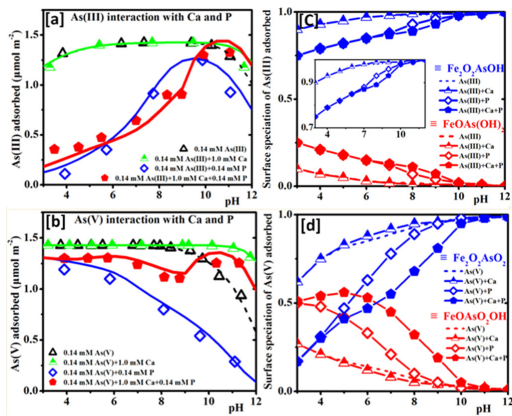 [a] As(III) interaction with Ca and P
As(III) adsorbed (µmol m⁻²)
1.5
1.0
0.5
0.0
0.14 mM As(III)
0.14 mM As(III)+1.0 mM Ca
0.14 mM As(III)+0.14 mM P
0.14 mM As(III)+1.0 mM Ca+0.14 mM P
4 6 8 10 12
pH
[b] As(V) interaction with Ca and P
As(V) adsorbed (µmol m⁻²)
1.5
1.0
0.5
0.0
0.14 mM As(V)
0.14 mM As(V)+1.0 mM Ca
0.14 mM As(V)+0.14 mM P
0.14 mM As(V)+1.0 mM Ca+0.14 mM P
4 6 8 10 12
pH
[C]
Surface speciation of As(III) adsorbed
1.00
0.75
0.50
0.25
0.00
0.9
0.7
4 6 8 10
≡ Fe₂O₂AsOH
As(III)
As(III)+Ca
As(III)+P
As(III)+Ca+P
≡ FeOAs(OH)₂
As(III)
As(III)+Ca
As(III)+P
As(III)+Ca+P
4 6 8 10 12
pH
[d]
Surface speciation of As(V) adsorbed
1.0
0.8
0.6
0.4
0.2
0.0
≡ Fe₂O₂AsO₂
As(V)
As(V)+Ca
As(V)+P
As(V)+Ca+P
≡ FeOAsO₂OH
As(V)
As(V)+Ca
As(V)+P
As(V)+Ca+P
4 6 8 10 12
pH